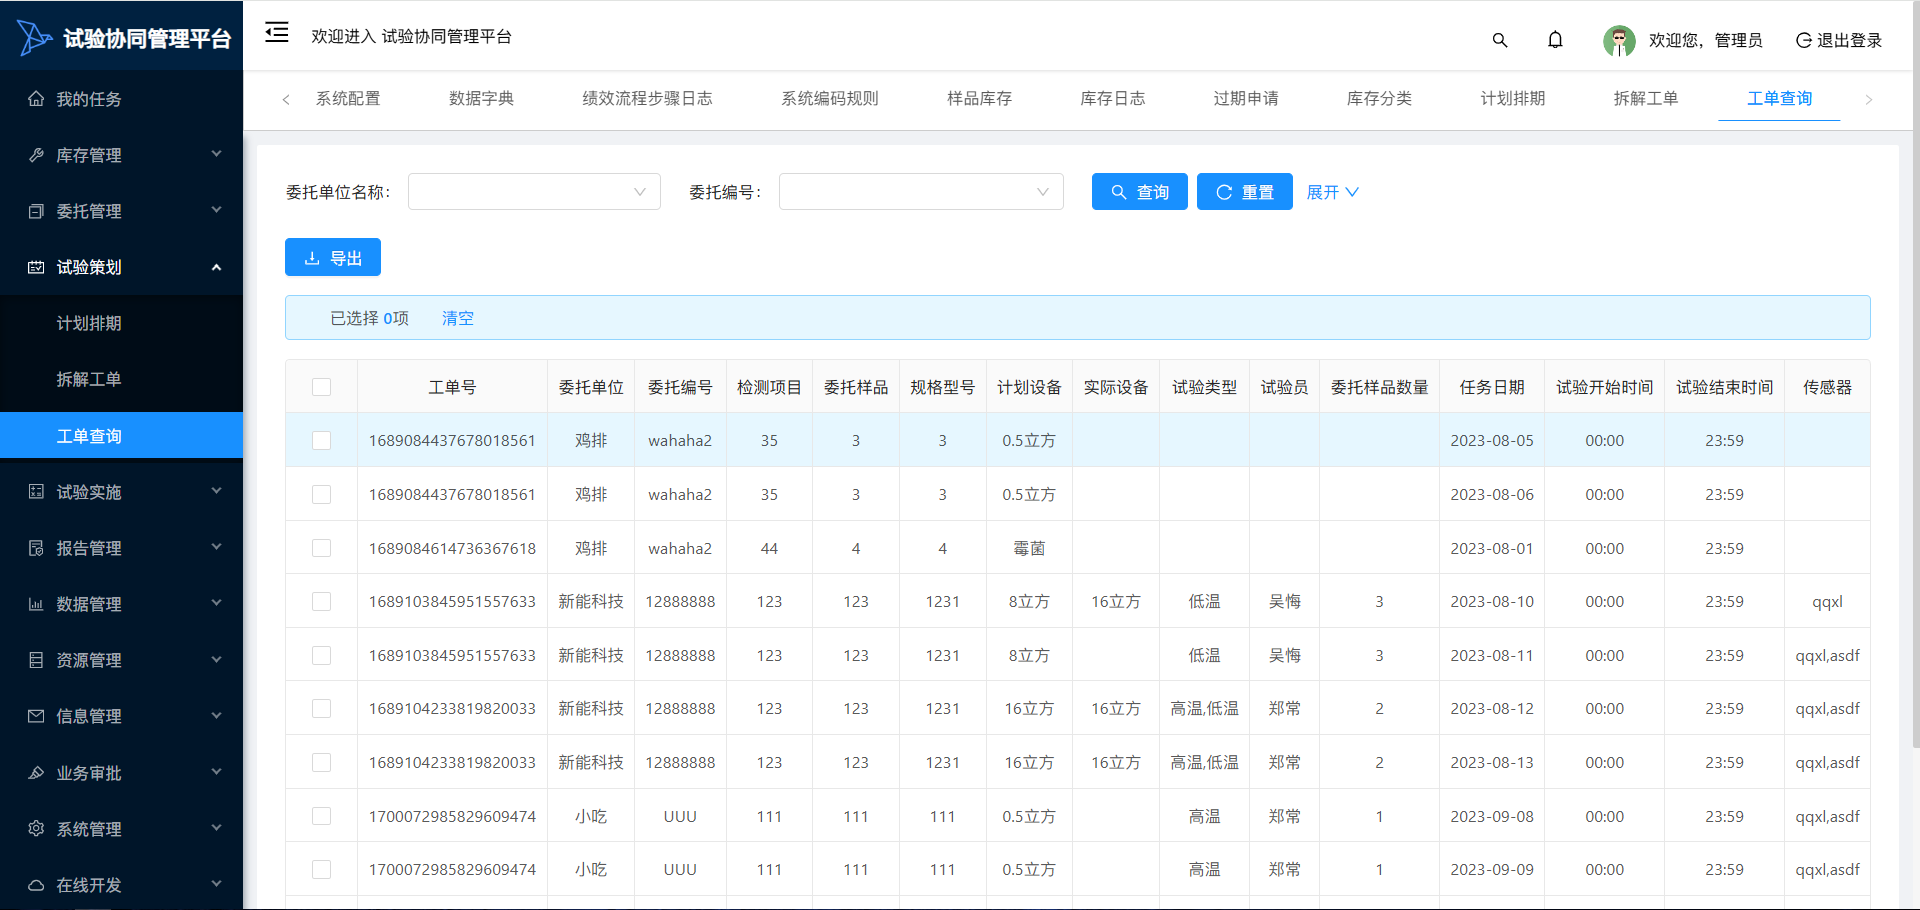 试验协同管理平台
欢迎进入 试验协同管理平台
欢迎您，管理员
退出登录
我的任务
库存管理
委托管理
试验策划
计划排期
拆解工单
工单查询
试验实施
报告管理
数据管理
资源管理
信息管理
业务审批
系统管理
在线开发
系统配置 数据字典 绩效流程步骤日志 系统编码规则 样品库存 库存日志 过期申请 库存分类 计划排期 拆解工单 工单查询
委托单位名称： 委托编号： 查询 重置 展开
导出
已选择 0项 清空
工单号 委托单位 委托编号 检测项目 委托样品 规格型号 计划设备 实际设备 试验类型 试验员 委托样品数量 任务日期 试验开始时间 试验结束时间 传感器
1689084437678018561 鸡排 wahaha2 35 3 3 0.5立方 2023-08-05 00:00 23:59
1689084437678018561 鸡排 wahaha2 35 3 3 0.5立方 2023-08-06 00:00 23:59
1689084614736367618 鸡排 wahaha2 44 4 4 霉菌 2023-08-01 00:00 23:59
1689103845951557633 新能科技 12888888 123 123 1231 8立方 16立方 低温 吴悔 3 2023-08-10 00:00 23:59 qqxl
1689103845951557633 新能科技 12888888 123 123 1231 8立方 低温 吴悔 3 2023-08-11 00:00 23:59 qqxl,asdf
1689104233819820033 新能科技 12888888 123 123 1231 16立方 16立方 高温,低温 郑常 2 2023-08-12 00:00 23:59 qqxl,asdf
1689104233819820033 新能科技 12888888 123 123 1231 16立方 16立方 高温,低温 郑常 2 2023-08-13 00:00 23:59 qqxl,asdf
1700072985829609474 小吃 UUU 111 111 111 0.5立方 高温 郑常 1 2023-09-08 00:00 23:59 qqxl,asdf
1700072985829609474 小吃 UUU 111 111 111 0.5立方 高温 郑常 1 2023-09-09 00:00 23:59 qqxl,asdf